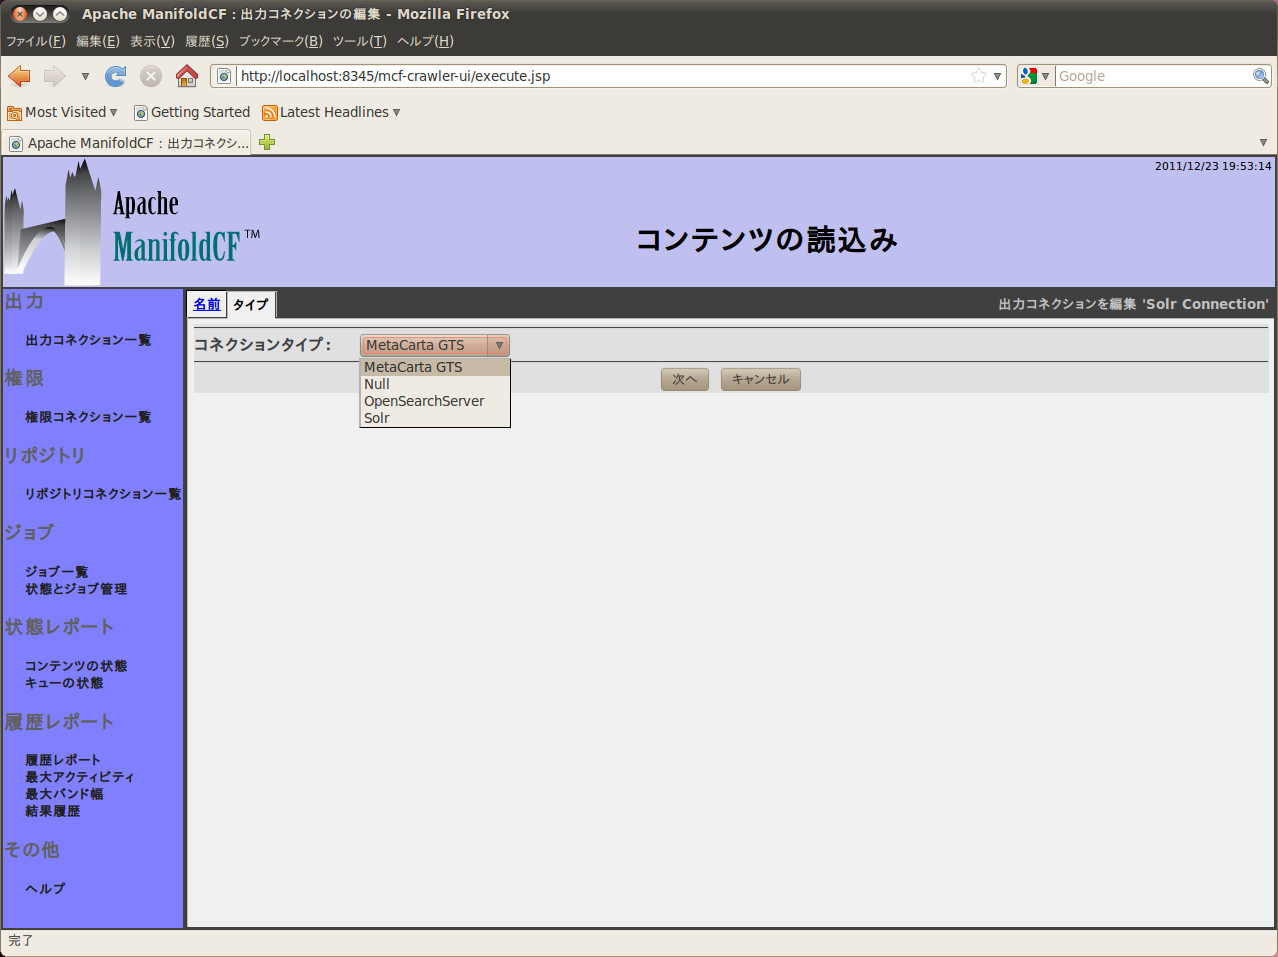 Apache ManifoldCF : 出力コネクションの編集 - Mozilla Firefox
ファイル(F) 編集(E) 表示(V) 履歴(S) ブックマーク(B) ツール(T) ヘルプ(H)
http://localhost:8345/mcf-crawler-ui/execute.jsp
Google
Most Visited Getting Started Latest Headlines
Apache ManifoldCF : 出力コネクシ...
2011/12/23 19:53:14
Apache
ManifoldCF TM
コンテンツの読込み
出力
出力コネクション一覧
権限
権限コネクション一覧
リポジトリ
リポジトリコネクション一覧
ジョブ
ジョブ一覧
状態とジョブ管理
状態レポート
コンテンツの状態
キューの状態
履歴レポート
履歴レポート
最大アクティビティ
最大バンド幅
結果履歴
その他
ヘルプ
名前 タイプ
出力コネクションを編集 'Solr Connection'
コネクションタイプ: MetaCarta GTS
MetaCarta GTS
Null
OpenSearchServer
Solr
次へ キャンセル
完了